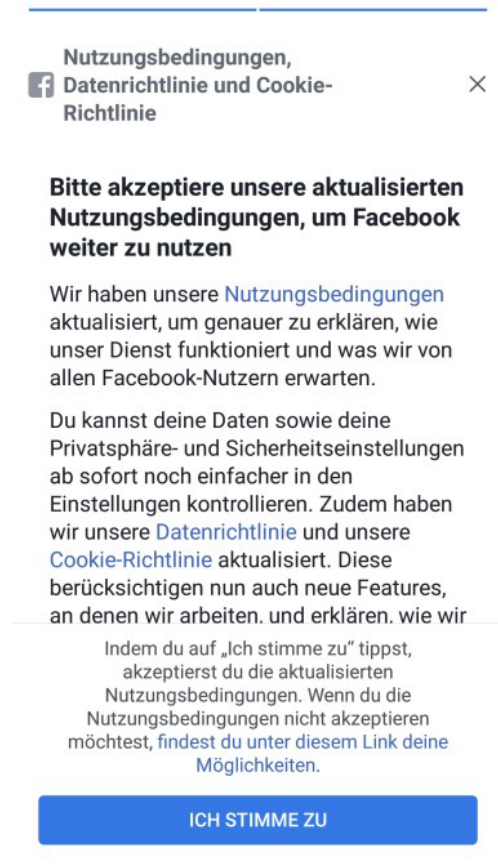 Nutzungsbedingungen,
Datenrichtlinie und Cookie-
Richtlinie
Bitte akzeptiere unsere aktualisierten
Nutzungsbedingungen, um Facebook
weiter zu nutzen
Wir haben unsere Nutzungsbedingungen
aktualisiert, um genauer zu erklären, wie
unser Dienst funktioniert und was wir von
allen Facebook-Nutzern erwarten.
Du kannst deine Daten sowie deine
Privatsphäre- und Sicherheitseinstellungen
ab sofort noch einfacher in den
Einstellungen kontrollieren. Zudem haben
wir unsere Datenrichtlinie und unsere
Cookie-Richtlinie aktualisiert. Diese
berücksichtigen nun auch neue Features,
an denen wir arbeiten, und erklären, wie wir
Indem du auf „Ich stimme zu“ tippst,
akzeptierst du die aktualisierten
Nutzungsbedingungen. Wenn du die
Nutzungsbedingungen nicht akzeptieren
möchtest, findest du unter diesem Link deine
Möglichkeiten.
ICH STIMME ZU